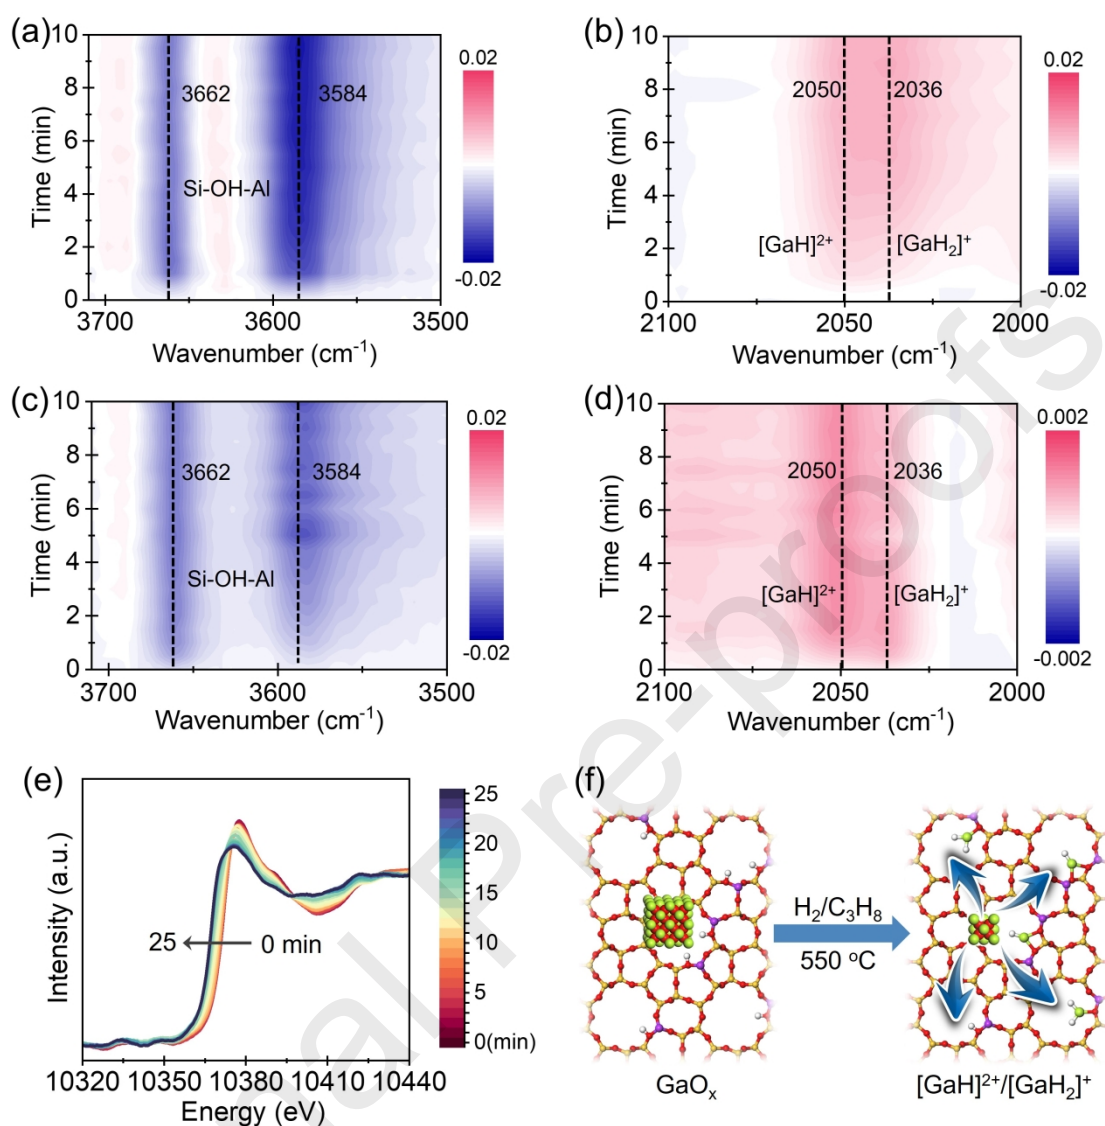 (a)
10
8
6
4
2
0
Time (min)
3662
3584
Si-OH-Al
3700
3600
3500
Wavenumber (cm⁻¹)
0.02
-0.02
(b)
10
8
6
4
2
0
Time (min)
2050
2036
[GaH]²⁺
[GaH₂]⁺
2100
2050
2000
Wavenumber (cm⁻¹)
0.02
-0.02
(c)
10
8
6
4
2
0
Time (min)
3662
3584
Si-OH-Al
3700
3600
3500
Wavenumber (cm⁻¹)
0.02
-0.02
(d)
10
8
6
4
2
0
Time (min)
2050
2036
[GaH]²⁺
[GaH₂]⁺
2100
2050
2000
Wavenumber (cm⁻¹)
0.002
-0.002
(e)
Intensity (a.u.)
25
0 min
10320 10350 10380 10410 10440
Energy (eV)
25
20
15
10
5
0(min)
(f)
H₂/C₃H₈
550 °C
GaOₓ
[GaH]²⁺/[GaH₂]⁺
nal Pre-proofs